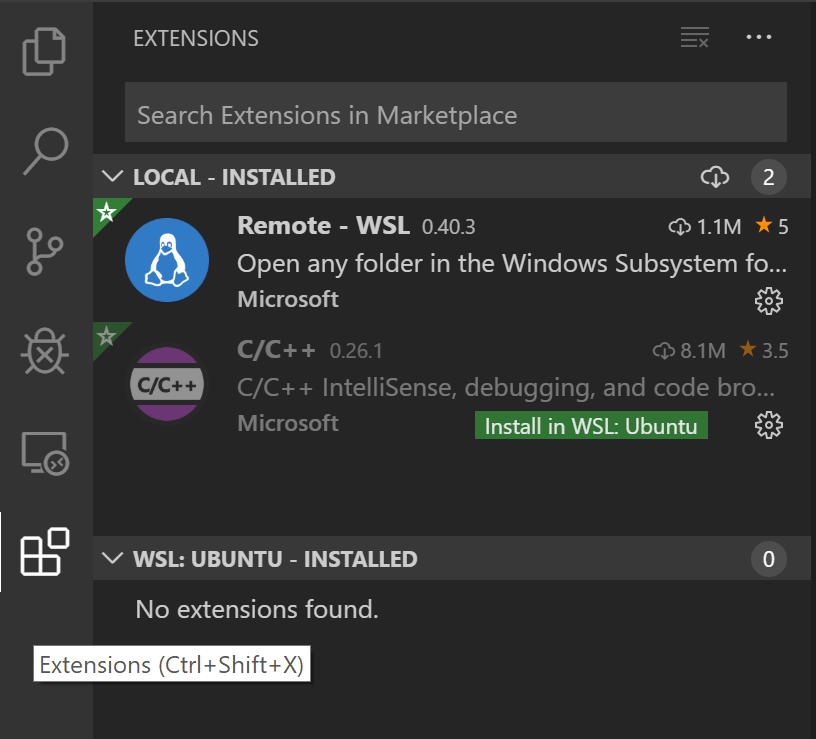 EXTENSIONS
Search Extensions in Marketplace
LOCAL - INSTALLED 2
Remote - WSL 0.40.3 1.1M 5
Open any folder in the Windows Subsystem fo...
Microsoft
C/C++ 0.26.1 8.1M 3.5
C/C++
C/C++ IntelliSense, debugging, and code bro...
Microsoft Install in WSL: Ubuntu
WSL: UBUNTU - INSTALLED 0
No extensions found.
Extensions (Ctrl+Shift+X)